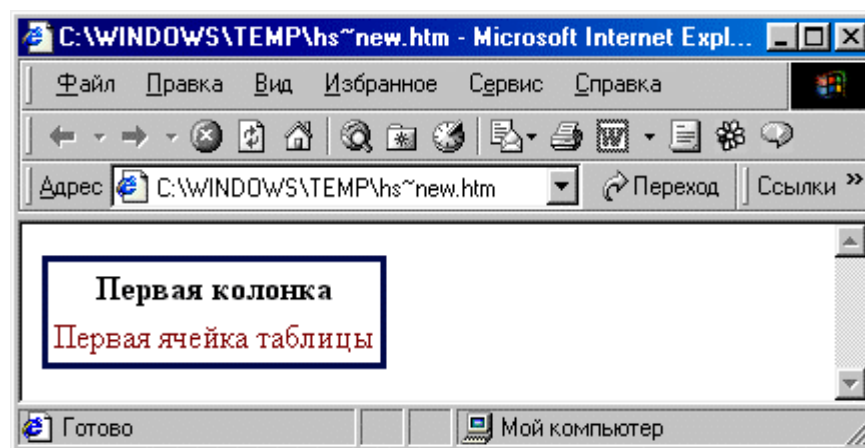 C:\WINDOWS\TEMP\hs~new.htm - Microsoft Internet Expl...
Файл Правка Вид Избранное Сервис Справка
Адрес C:\WINDOWS\TEMP\hs~new.htm Переход Ссылки »
Первая колонка
Первая ячейка таблицы
Готово Мой компьютер